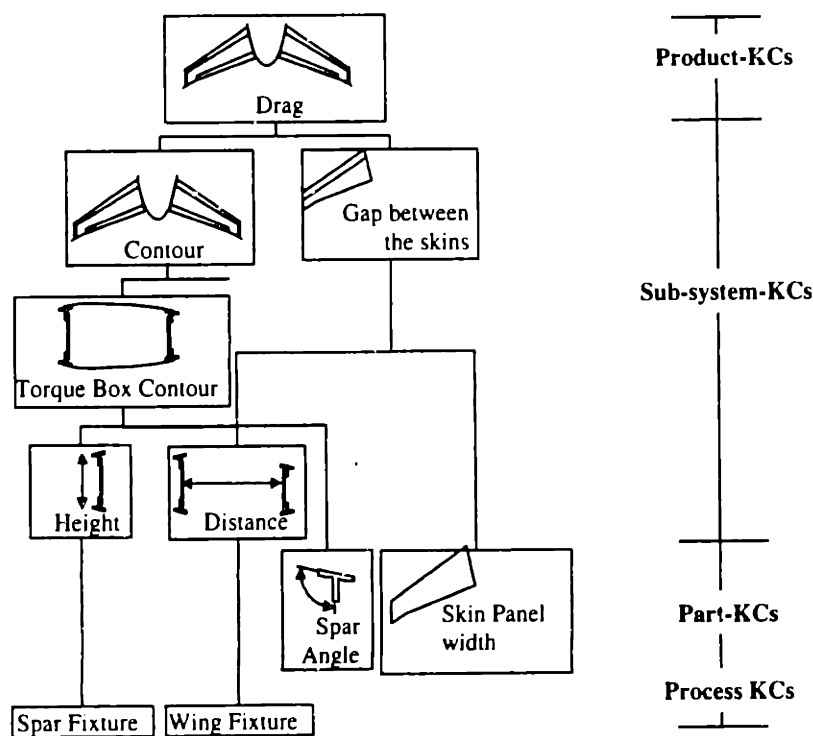 Product-KCs
Drag
Contour
Gap between
the skins
Sub-system-KCs
Torque Box Contour
Height
Distance
Spar
Angle
Skin Panel
width
Part-KCs
Process KCs
Spar Fixture
Wing Fixture